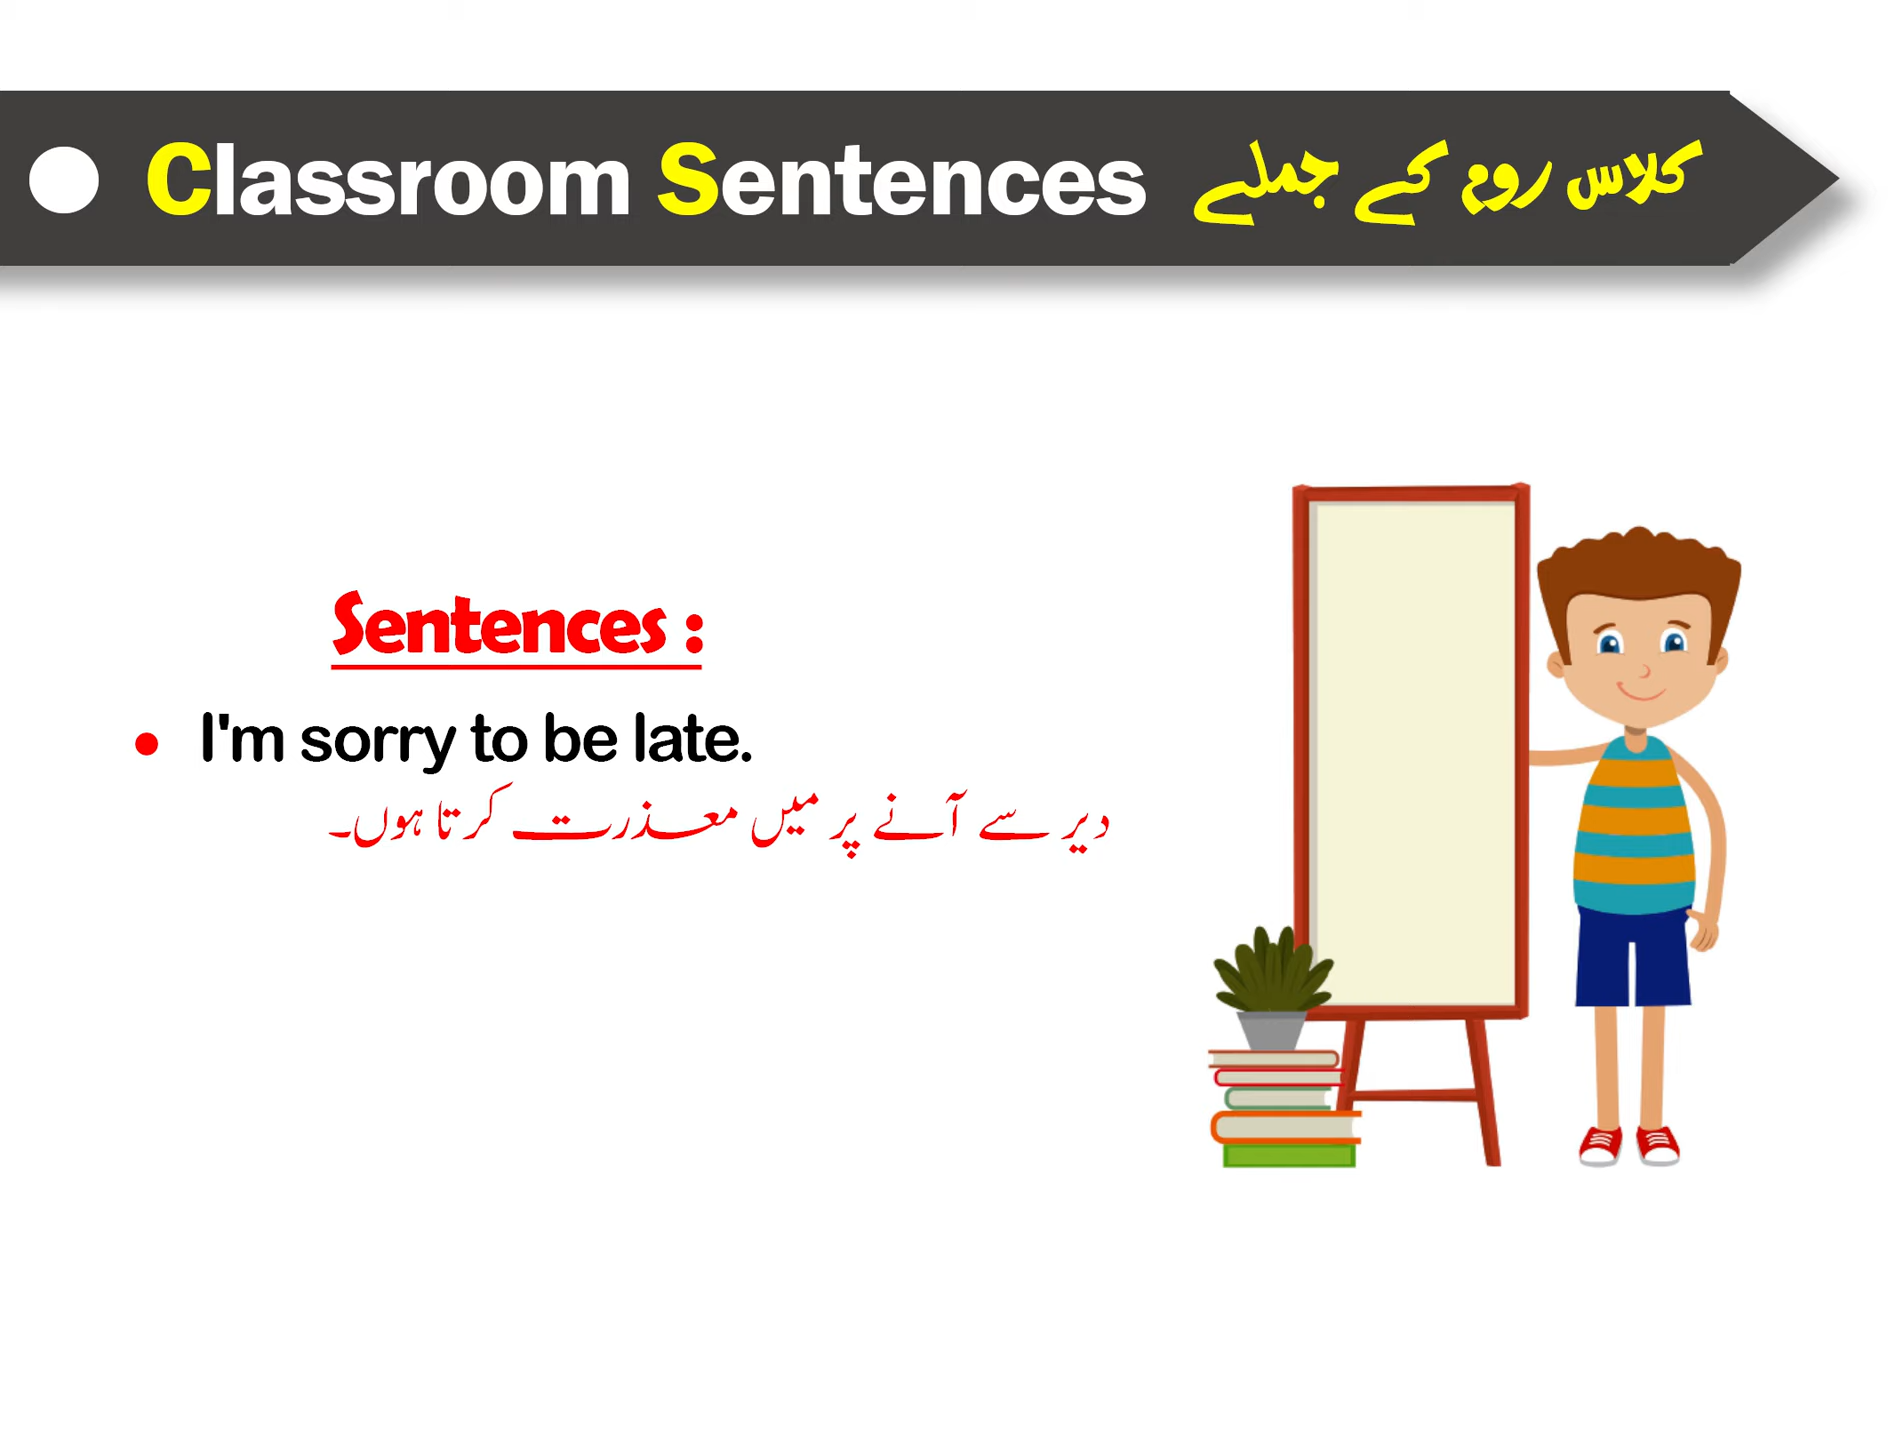 Classroom Sentences کلاس روم کے جملے
Sentences :
• I'm sorry to be late.
دیر سے آنے پر میں معذرت کرتا ہوں۔